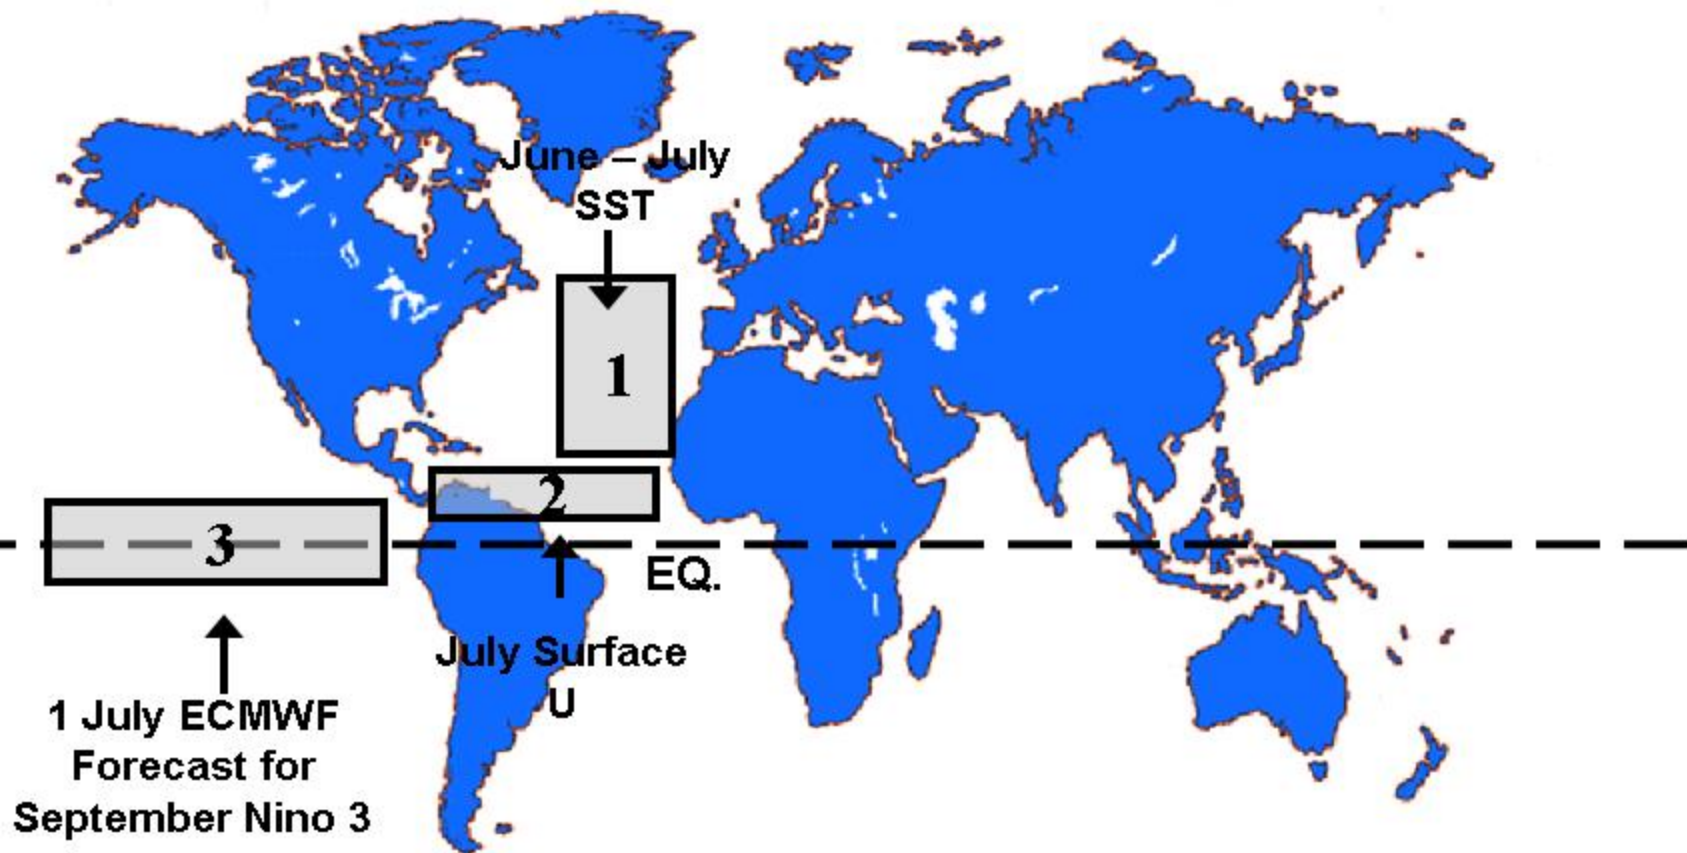 June – July
SST
1
2
3
EQ.
July Surface
U
1 July ECMWF
Forecast for
September Nino 3